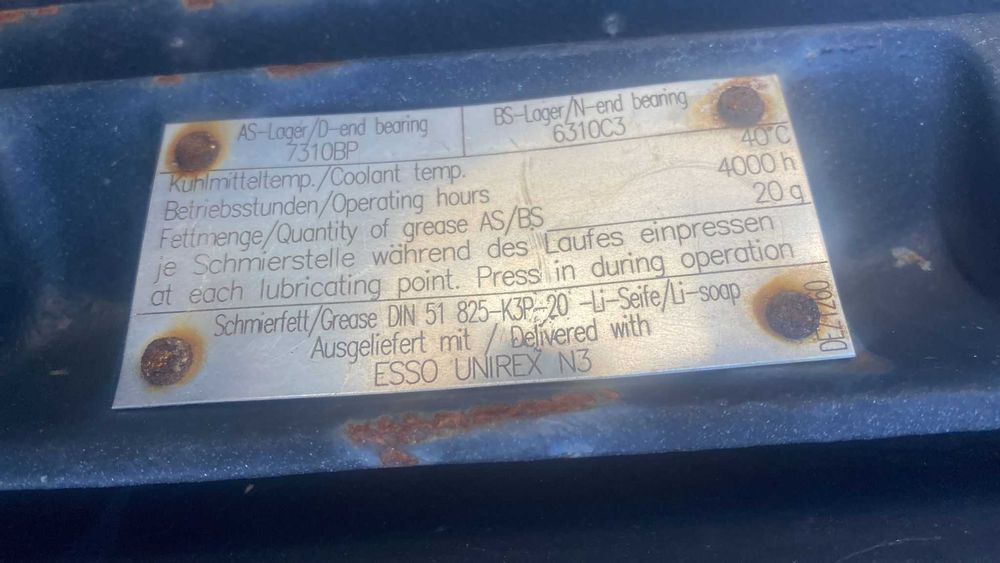 AS-Lager/D-end bearing
7310BP
BS-Lager/N-end bearing
6310C3
Kühlmitteltemp./Coolant temp. 40°C
Betriebsstunden/Operating hours 4000 h
Fettmenge/Quantity of grease AS/BS 20 g
je Schmierstelle während des Laufes einpressen
at each lubricating point. Press in during operation
Schmierfett/Grease DIN 51 825-K3P-20 -Li-Seife/Li-soap
Ausgeliefert mit / Delivered with
ESSO UNIREX N3